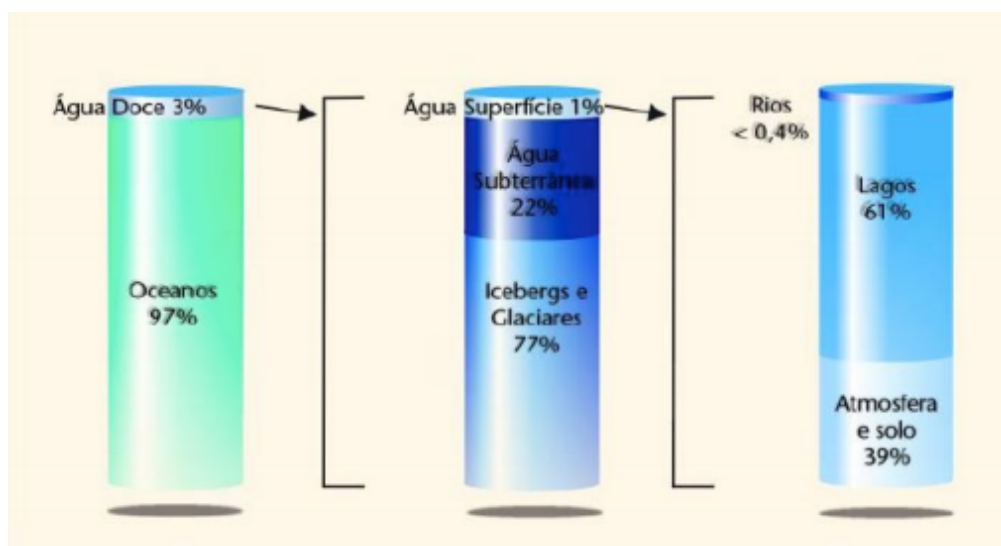 Água Doce 3%
Oceanos
97%
Água Superfície 1%
Água
Subterrânea
22%
Icebergs e
Glaciares
77%
Rios
< 0,4%
Lagos
61%
Atmosfera
e solo
39%